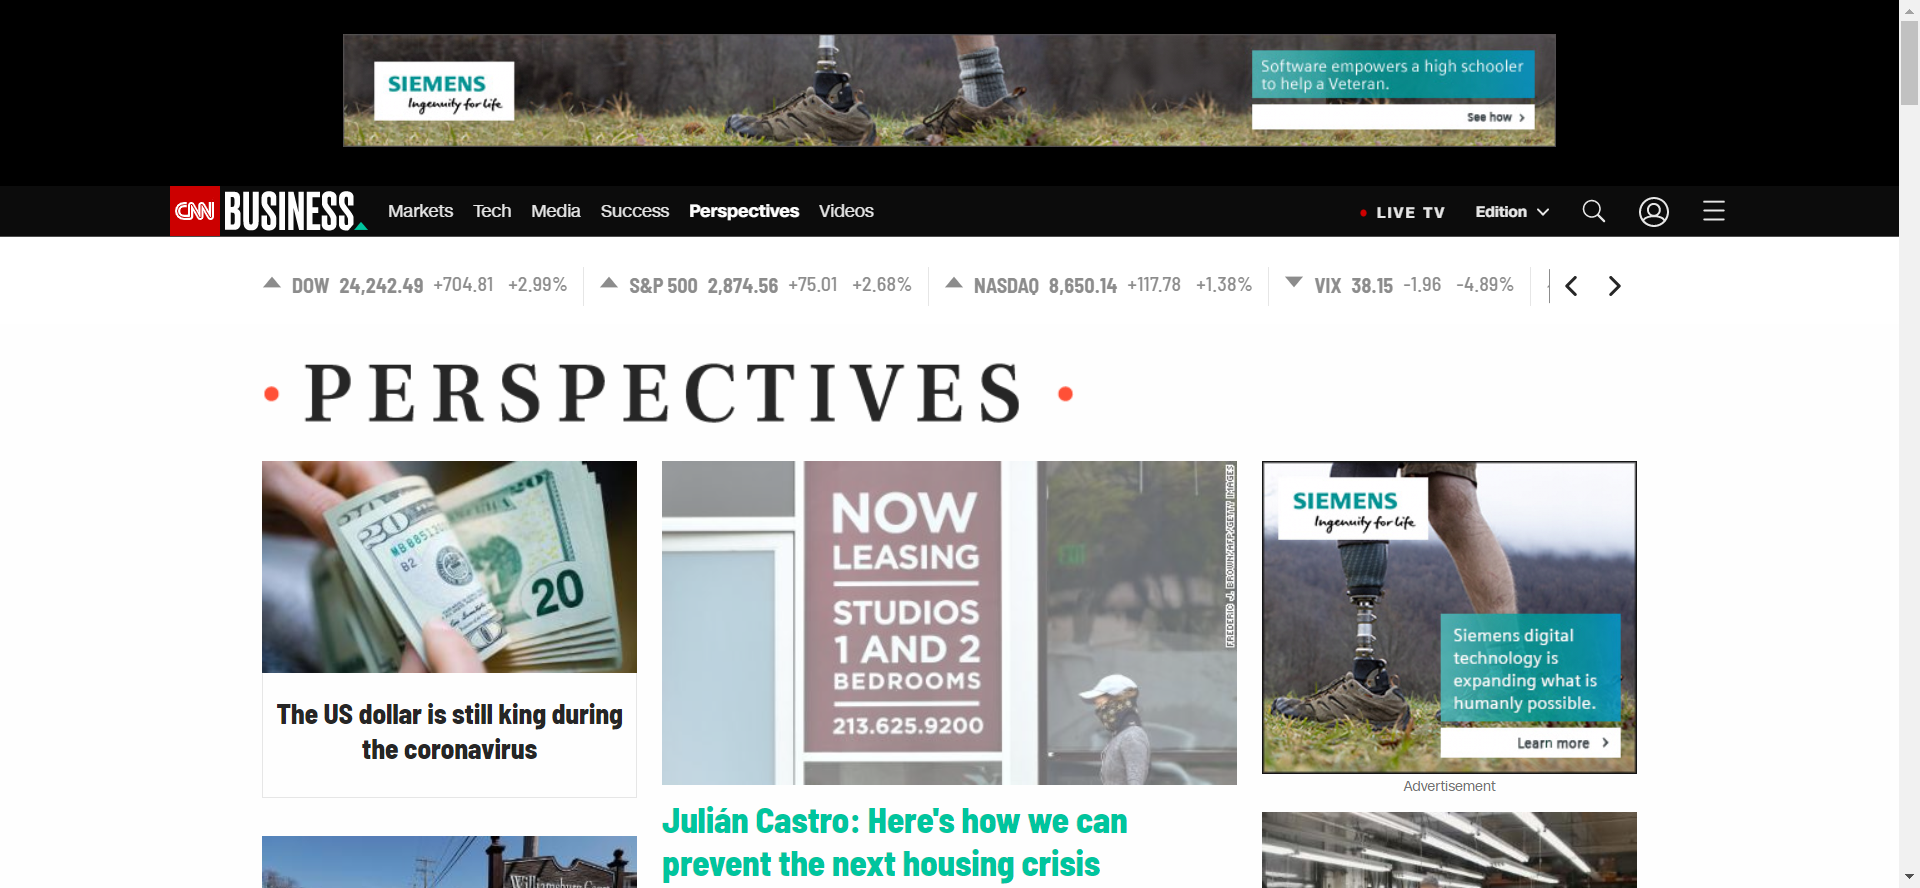 SIEMENS
Ingenuity for life
Software empowers a high schooler
to help a Veteran.
See how
CNN BUSINESS Markets Tech Media Success Perspectives Videos LIVE TV Edition
DOW 24,242.49 +704.81 +2.99% S&P 500 2,874.56 +75.01 +2.68% NASDAQ 8,650.14 +117.78 +1.38% VIX 38.15 -1.96 -4.89%
PERSPECTIVES
20
B2
20
The US dollar is still king during
the coronavirus
NOW
LEASING
STUDIOS
1 AND 2
BEDROOMS
213.625.9200
EXIT
FREDERIC J. BROWN/AFP/GETTY IMAGES
Julián Castro: Here's how we can
prevent the next housing crisis
SIEMENS
Ingenuity for life
Siemens digital
technology is
expanding what is
humanly possible.
Learn more
Advertisement